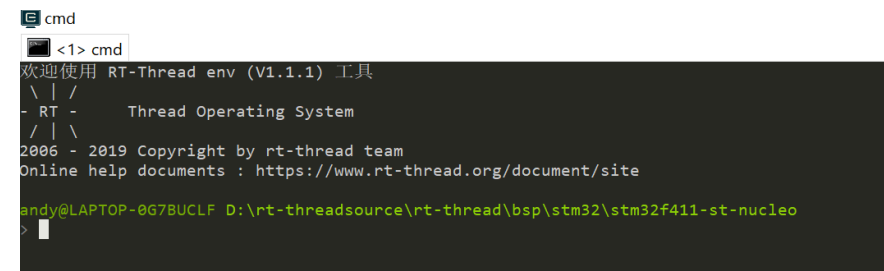 cmd
<1> cmd
欢迎使用 RT-Thread env (V1.1.1) 工具
 \ | /
- RT -     Thread Operating System
 / | \
2006 - 2019 Copyright by rt-thread team
Online help documents : https://www.rt-thread.org/document/site
andy@LAPTOP-0G7BUCLF D:\rt-threadsource\rt-thread\bsp\stm32\stm32f411-st-nucleo
>